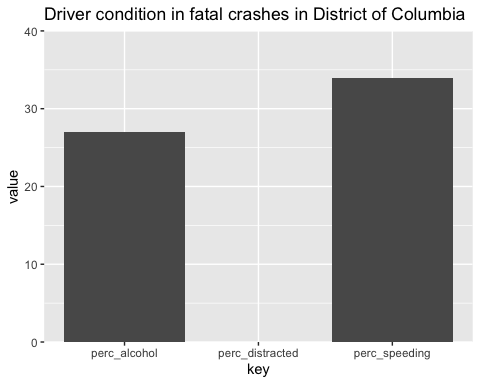 Driver condition in fatal crashes in District of Columbia
40
30
20
10
0
value
perc_alcohol perc_distracted perc_speeding
key